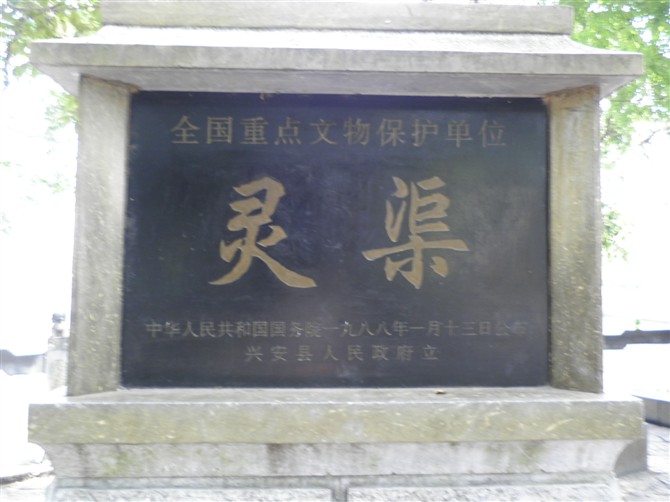 全国重点文物保护单位
灵渠
中华人民共和国国务院一九八八年一月十三日公布
兴安县人民政府立